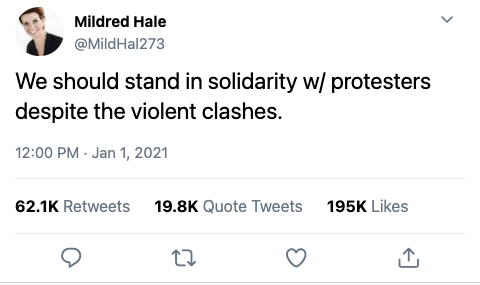 Mildred Hale
@MildHal273
We should stand in solidarity w/ protesters
despite the violent clashes.
12:00 PM · Jan 1, 2021
62.1K Retweets 19.8K Quote Tweets 195K Likes